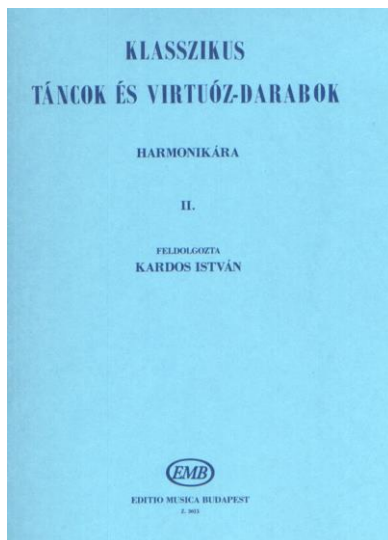 KLASSZIKUS
TÁNCOK ÉS VIRTUÓZ-DARABOK
HARMONIKÁRA
II.
FELDOLGOZTA
KARDOS ISTVÁN
EMB
EDITIO MUSICA BUDAPEST